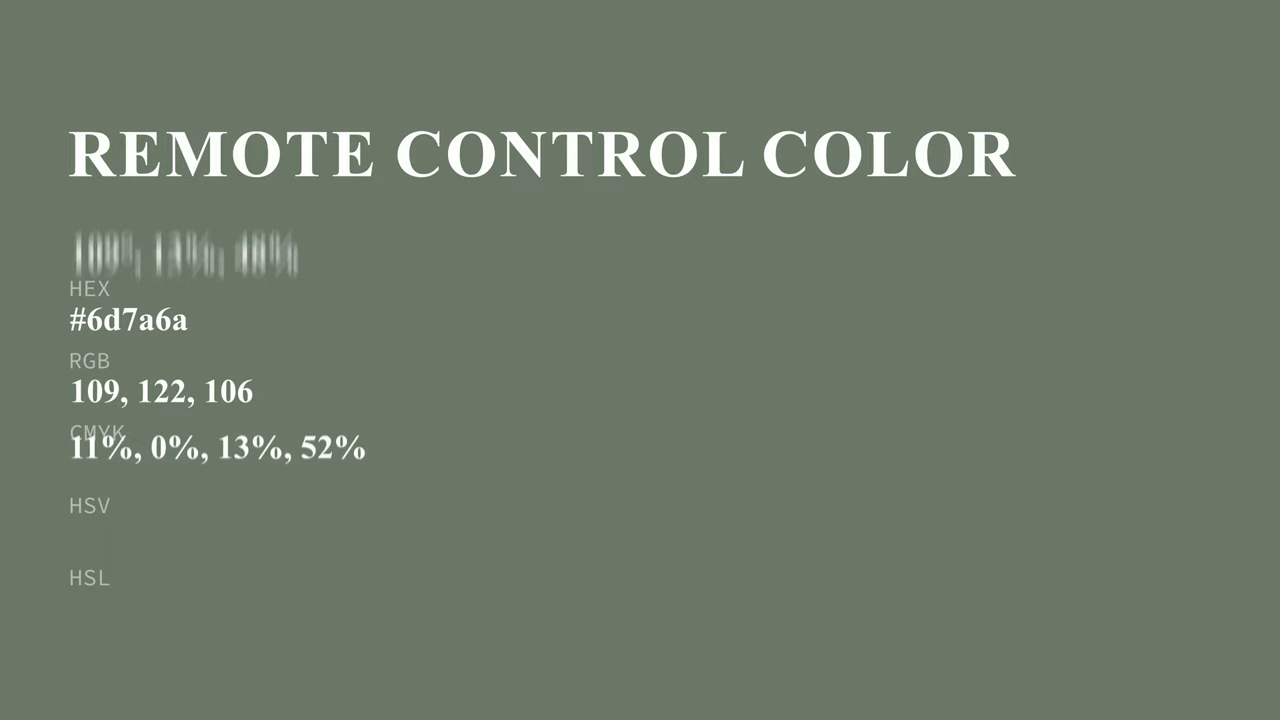 REMOTE CONTROL COLOR
HEX
#6d7a6a
RGB
109, 122, 106
CMYK
11%, 0%, 13%, 52%
HSV
HSL